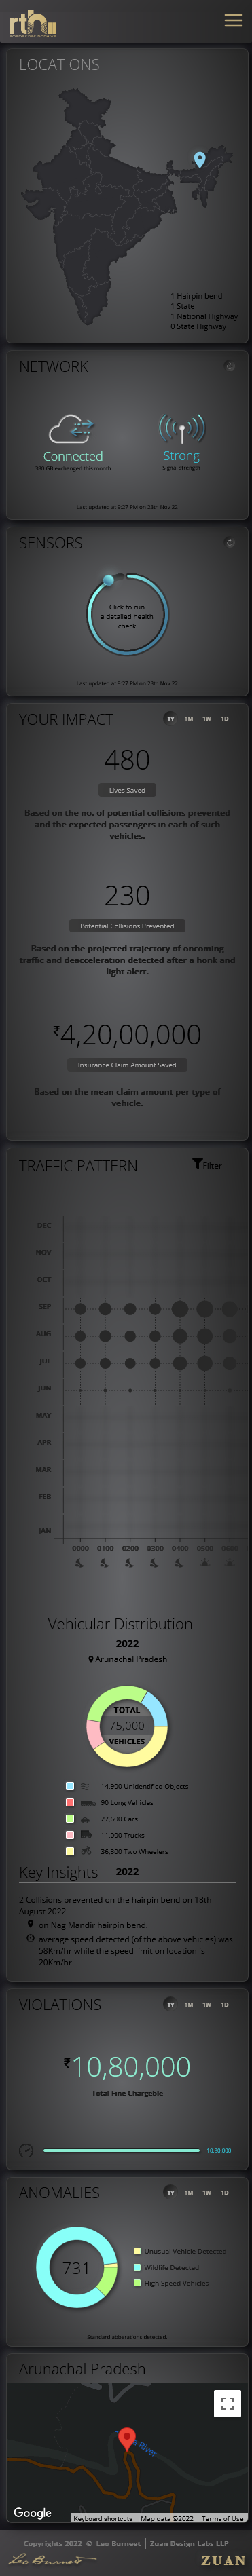 rth
LOCATIONS
1 Hairpin bend
1 State
1 National Highway
0 State Highway
NETWORK
Connected
Strong
380 GB exchanged this month
Signal strength
Last updated at 9:27 PM on 23th Nov 22
SENSORS
Click to run
a detailed health
check
Last updated at 9:27 PM on 23th Nov 22
YOUR IMPACT
1Y 1M 1W 1D
480
Lives Saved
Based on the no. of potential collisions prevented
and the expected passengers in each of such
vehicles.
230
Potential Collisions Prevented
Based on the projected trajectory of oncoming
traffic and deacceleration detected after a honk and
light alert.
₹4,20,00,000
Insurance Claim Amount Saved
Based on the mean claim amount per type of
vehicle.
TRAFFIC PATTERN
Filter
DEC
NOV
OCT
SEP
AUG
JUL
JUN
MAY
APR
MAR
FEB
JAN
0000 0100 0200 0300 0400 0500 0600
Vehicular Distribution
2022
Arunachal Pradesh
TOTAL
75,000
VEHICLES
14,900 Unidentified Objects
90 Long Vehicles
27,600 Cars
11,000 Trucks
36,300 Two Wheelers
Key Insights 2022
2 Collisions prevented on the hairpin bend on 18th
August 2022
on Nag Mandir hairpin bend.
average speed detected (of the above vehicles) was
58Km/hr while the speed limit on location is
20Km/hr.
VIOLATIONS
1Y 1M 1W 1D
₹10,80,000
Total Fine Chargeble
10,80,000
ANOMALIES
1Y 1M 1W 1D
731
Unusual Vehicle Detected
Wildlife Detected
High Speed Vehicles
Standard abberations detected.
Arunachal Pradesh
River
Google
Keyboard shortcuts
Map data ©2022
Terms of Use
Copyrights 2022 © Leo Burneet | Zuan Design Labs LLP
Leo Burnett
ZUAN